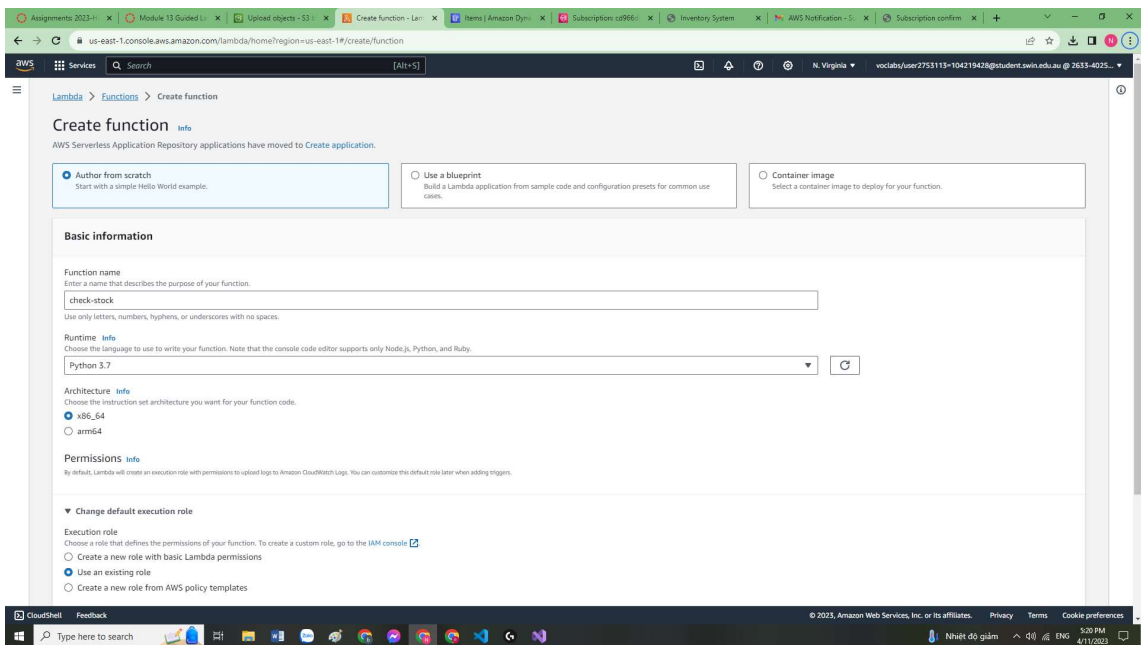 Assignments 2023-H
Module 13 Guided La
Upload objects - S3
Create function - Lam
Items | Amazon Dyna
Subscription: cd966d
Inventory System
AWS Notification - Su
Subscription confirm
us-east-1.console.aws.amazon.com/lambda/home?region=us-east-1#/create/function
aws Services Search [Alt+S] N. Virginia voclabs/user2753113=104219428@student.swin.edu.au @ 2633-4025...
Lambda > Functions > Create function
Create function Info
AWS Serverless Application Repository applications have moved to Create application.
Author from scratch
Start with a simple Hello World example.
Use a blueprint
Build a Lambda application from sample code and configuration presets for common use
cases.
Container image
Select a container image to deploy for your function.
Basic information
Function name
Enter a name that describes the purpose of your function.
check-stock
Use only letters, numbers, hyphens, or underscores with no spaces.
Runtime Info
Choose the language to use to write your function. Note that the console code editor supports only Node.js, Python, and Ruby.
Python 3.7
Architecture Info
Choose the instruction set architecture you want for your function code.
x86_64
arm64
Permissions Info
By default, Lambda will create an execution role with permissions to upload logs to Amazon CloudWatch Logs. You can customize this default role later when adding triggers.
Change default execution role
Execution role
Choose a role that defines the permissions of your function. To create a custom role, go to the IAM console
Create a new role with basic Lambda permissions
Use an existing role
Create a new role from AWS policy templates
CloudShell Feedback © 2023, Amazon Web Services, Inc. or its affiliates. Privacy Terms Cookie preferences
Type here to search Nhiệt độ giảm ENG 5:20 PM
4/11/2023